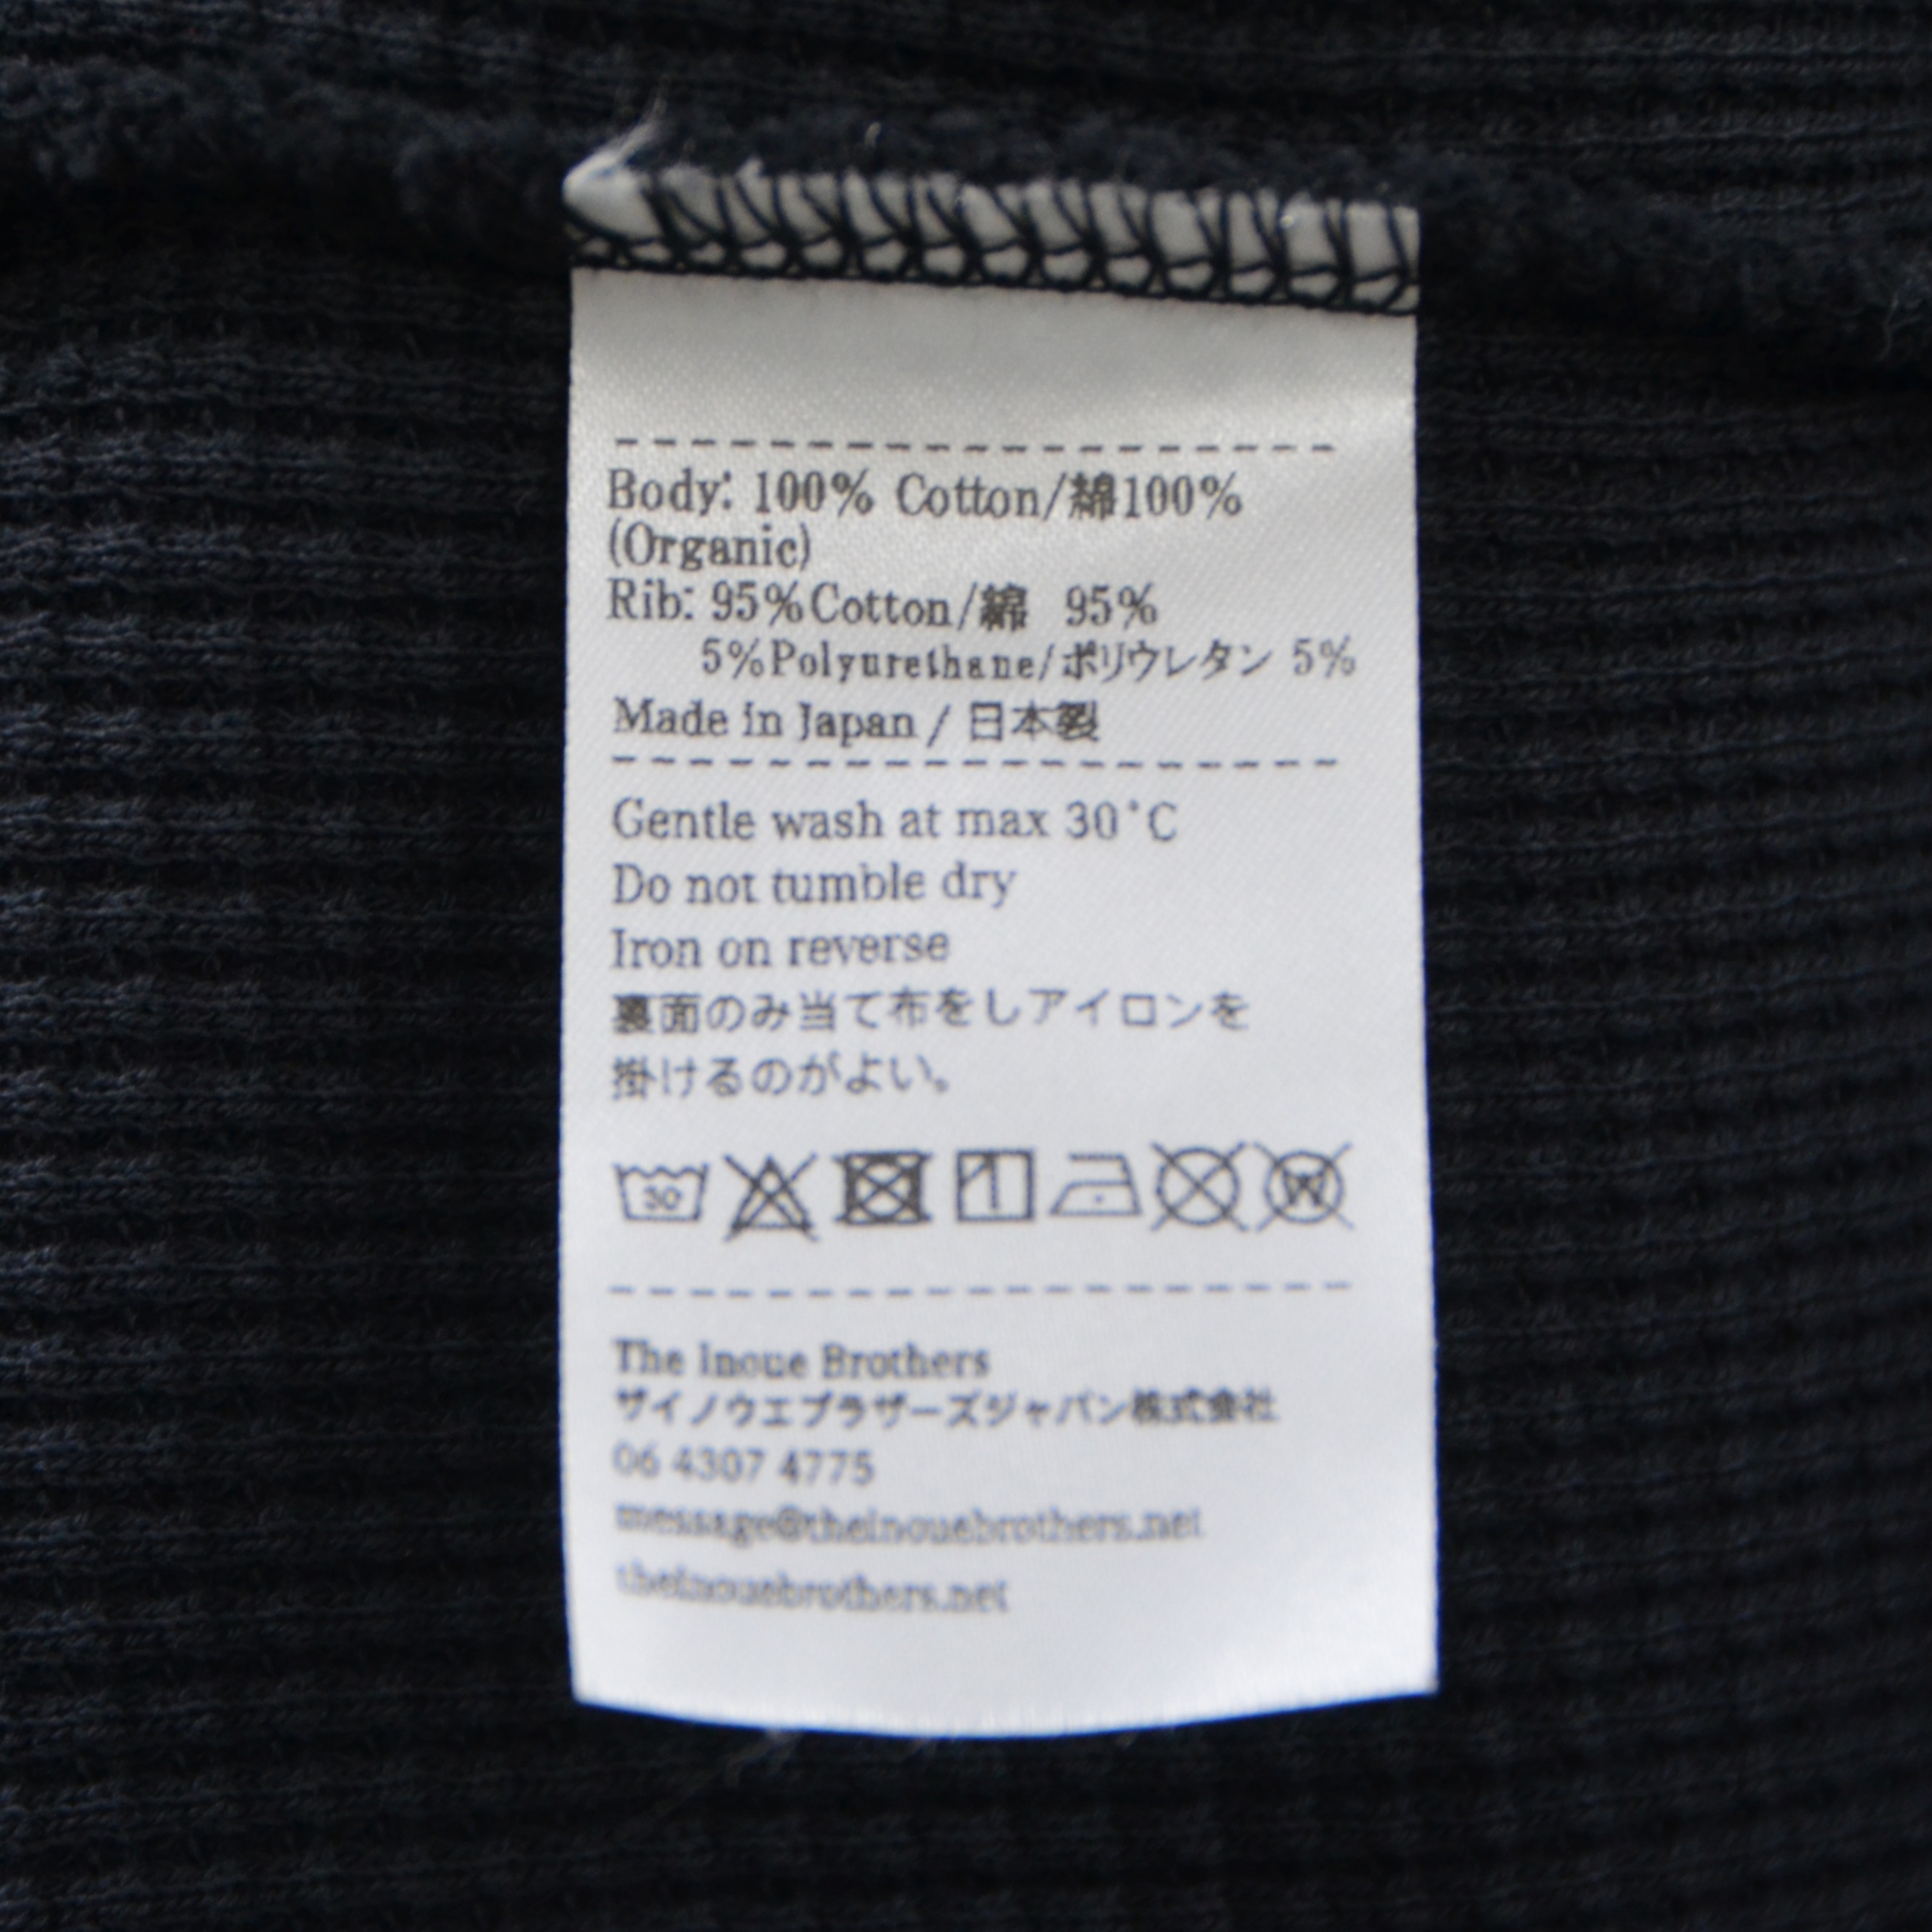 Body: 100% Cotton/綿100%
(Organic)
Rib: 95%Cotton/綿 95%
5%Polyurethane/ポリウレタン 5%
Made in Japan / 日本製
Gentle wash at max 30°C
Do not tumble dry
Iron on reverse
裏面のみ当て布をしアイロンを
掛けるのがよい。
30 W
The Inoue Brothers
ザイノウエブラザーズジャパン株式会社
06 4307 4775
message@theinouebrothers.net
theinouebrothers.net